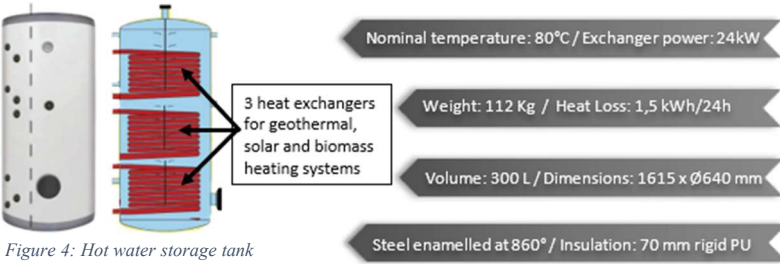 Nominal temperature: 80°C / Exchanger power: 24kW
3 heat exchangers
for geothermal,
solar and biomass
heating systems
Weight: 112 Kg / Heat Loss: 1,5 kWh/24h
Volume: 300 L / Dimensions: 1615 x Ø640 mm
Steel enamelled at 860° / Insulation: 70 mm rigid PU
Figure 4: Hot water storage tank